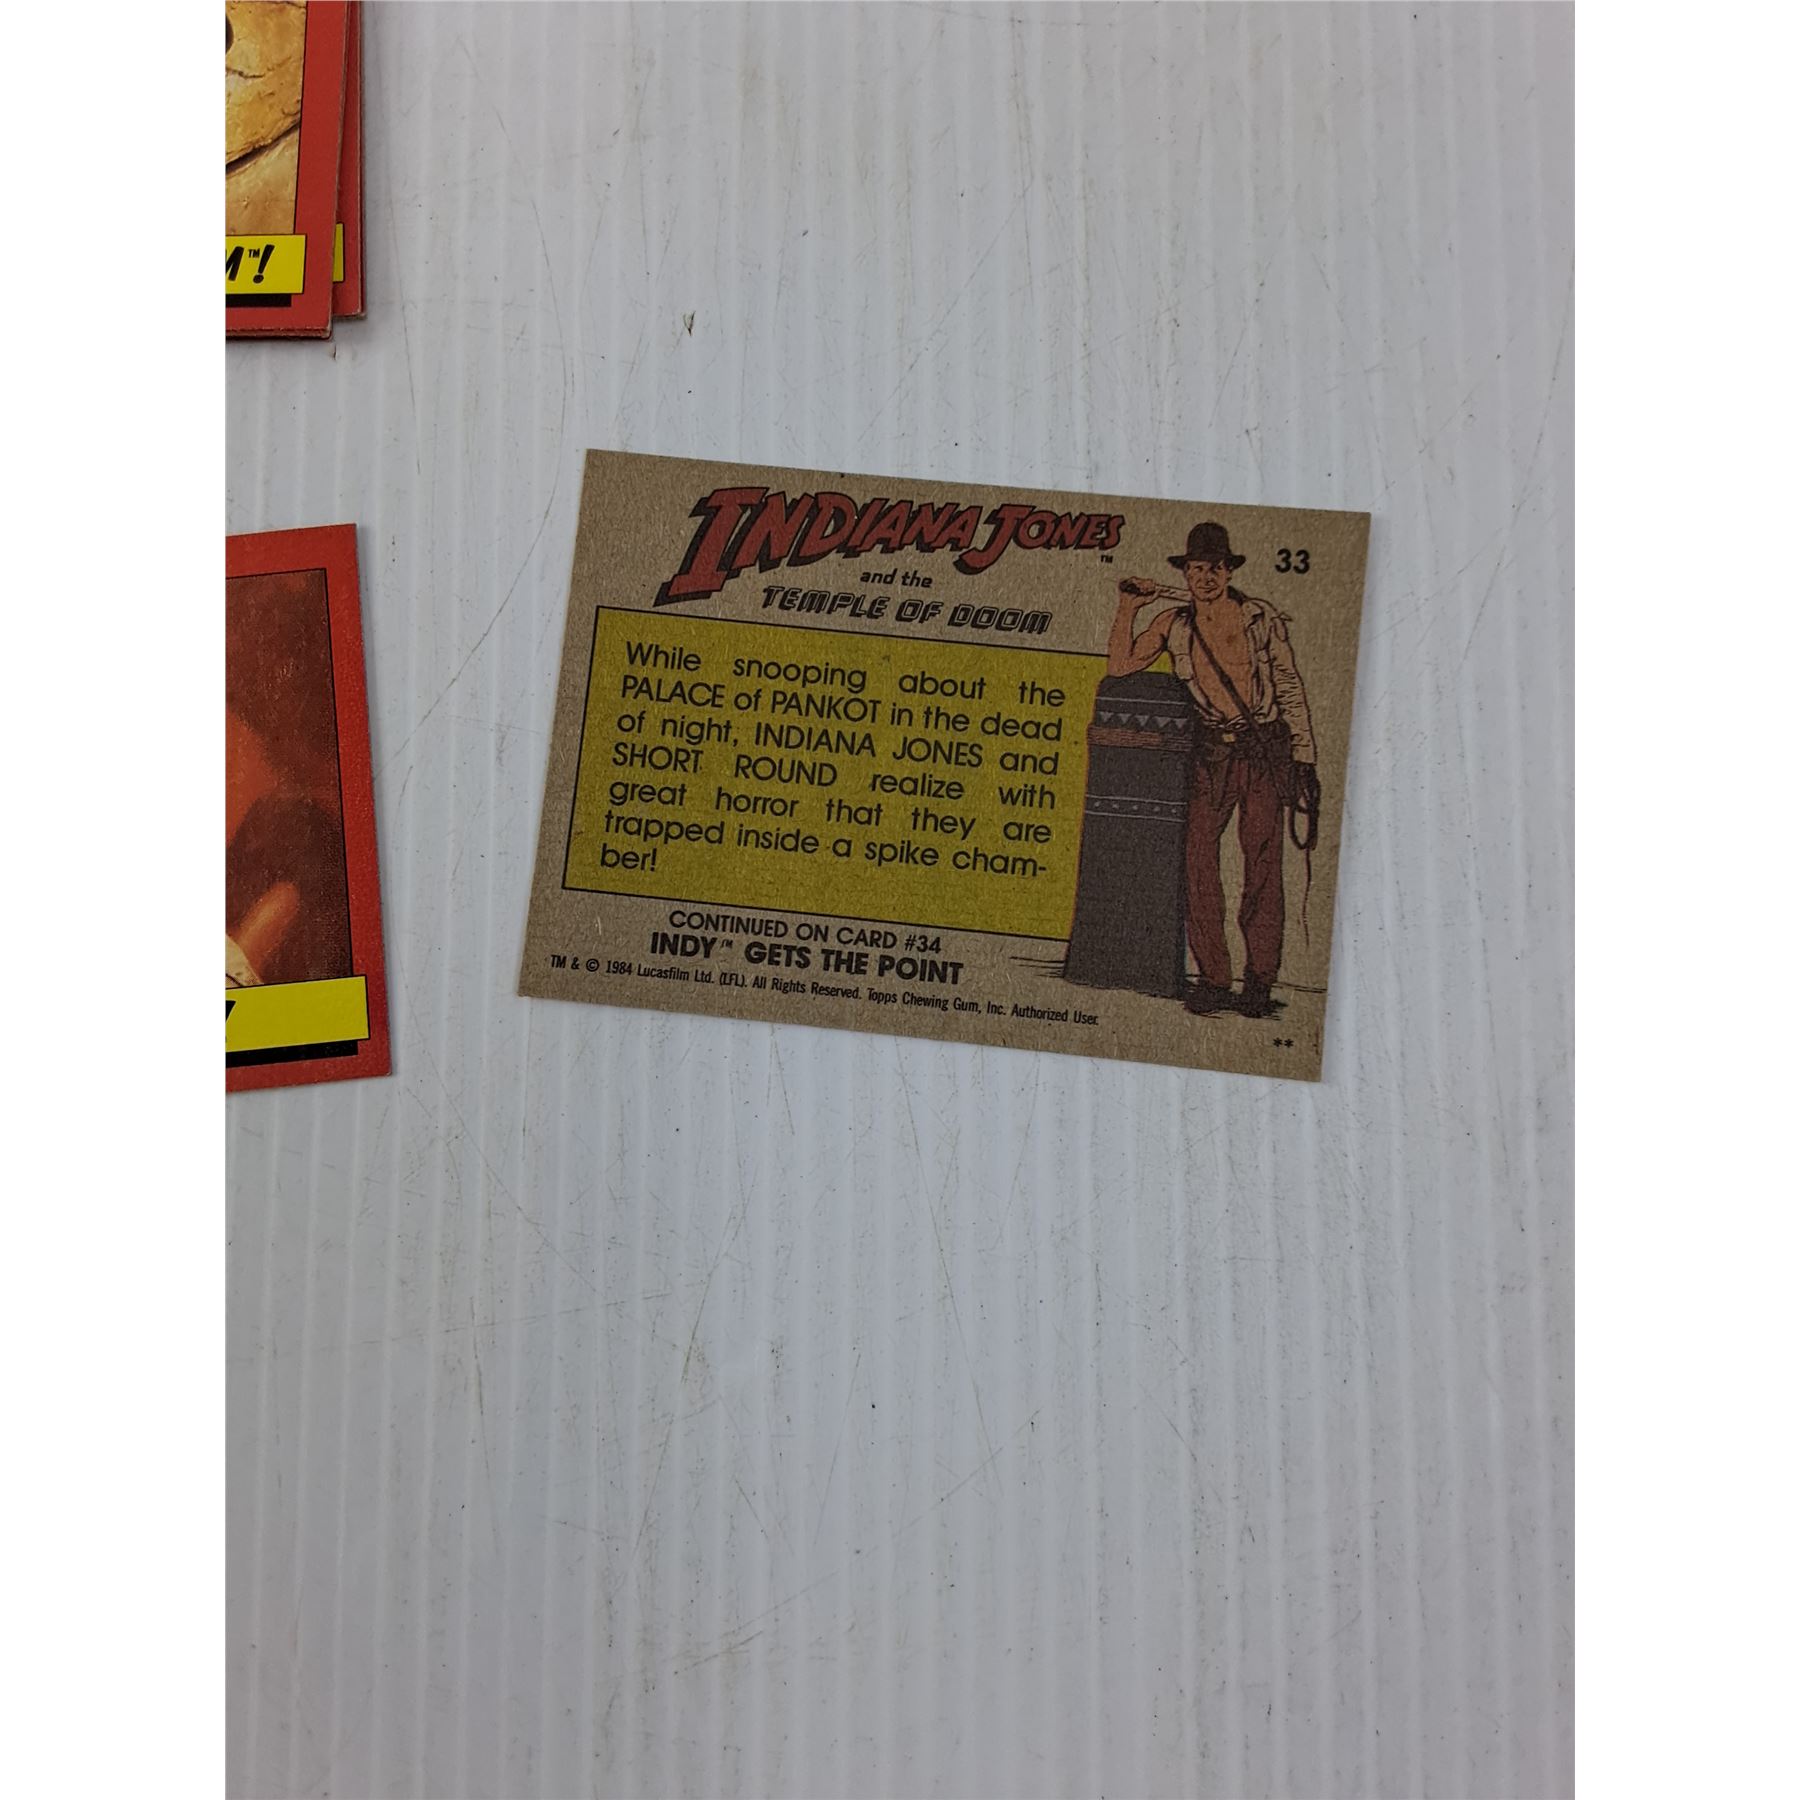 M™!
INDIANA JONES™
and the
TEMPLE OF DOOM
33
While snooping about the
PALACE of PANKOT in the dead
of night, INDIANA JONES and
SHORT ROUND realize with
great horror that they are
trapped inside a spike cham-
ber!
CONTINUED ON CARD #34
INDY™ GETS THE POINT
TM & © 1984 Lucasfilm Ltd. (LFL). All Rights Reserved. Topps Chewing Gum, Inc. Authorized User.
**